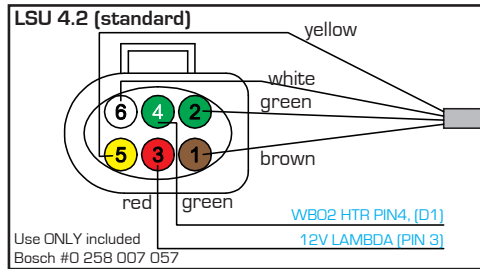 LSU 4.2 (standard)
yellow
white
green
6
4
2
5
3
1
brown
red
green
WBO2 HTR PIN4, (D1)
12V LAMBDA (PIN 3)
Use ONLY included
Bosch #0 258 007 057